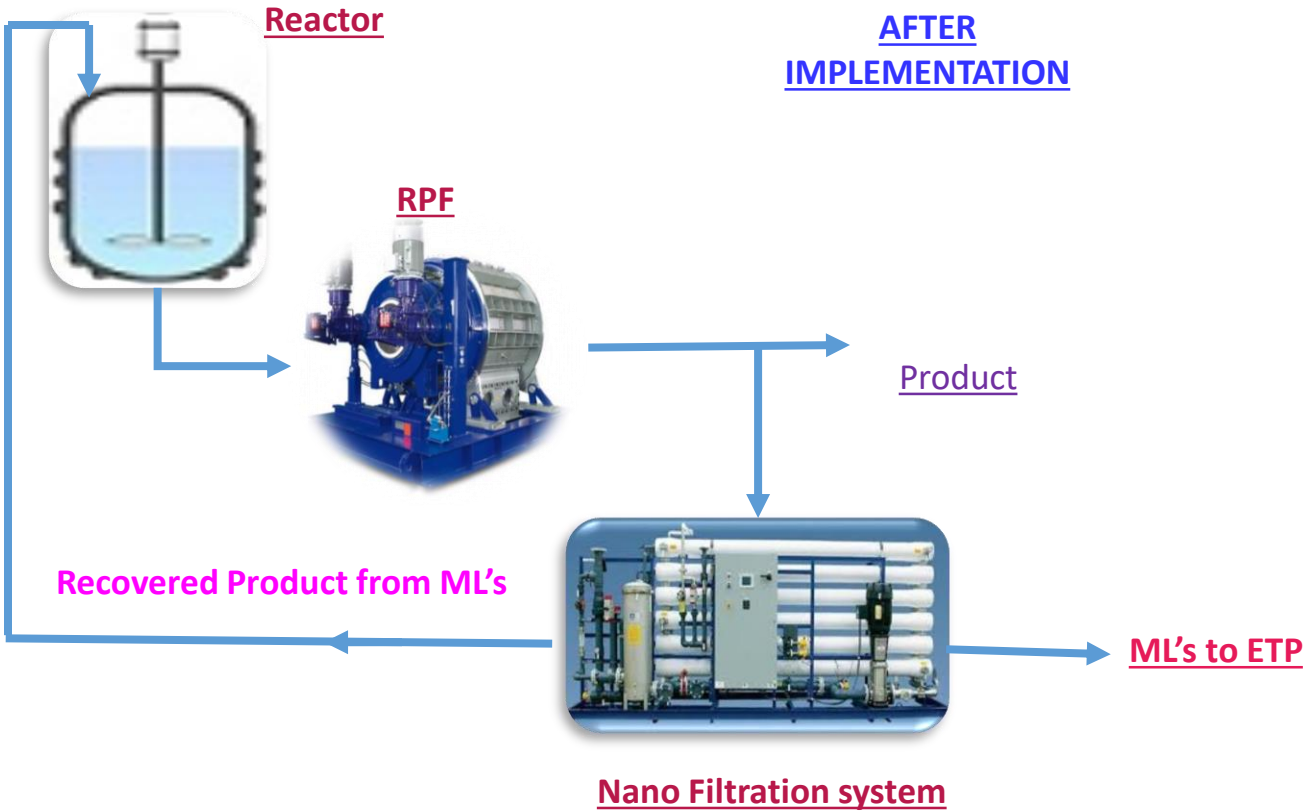 Reactor
AFTER
IMPLEMENTATION
RPF
Product
Recovered Product from ML's
ML's to ETP
Nano Filtration system